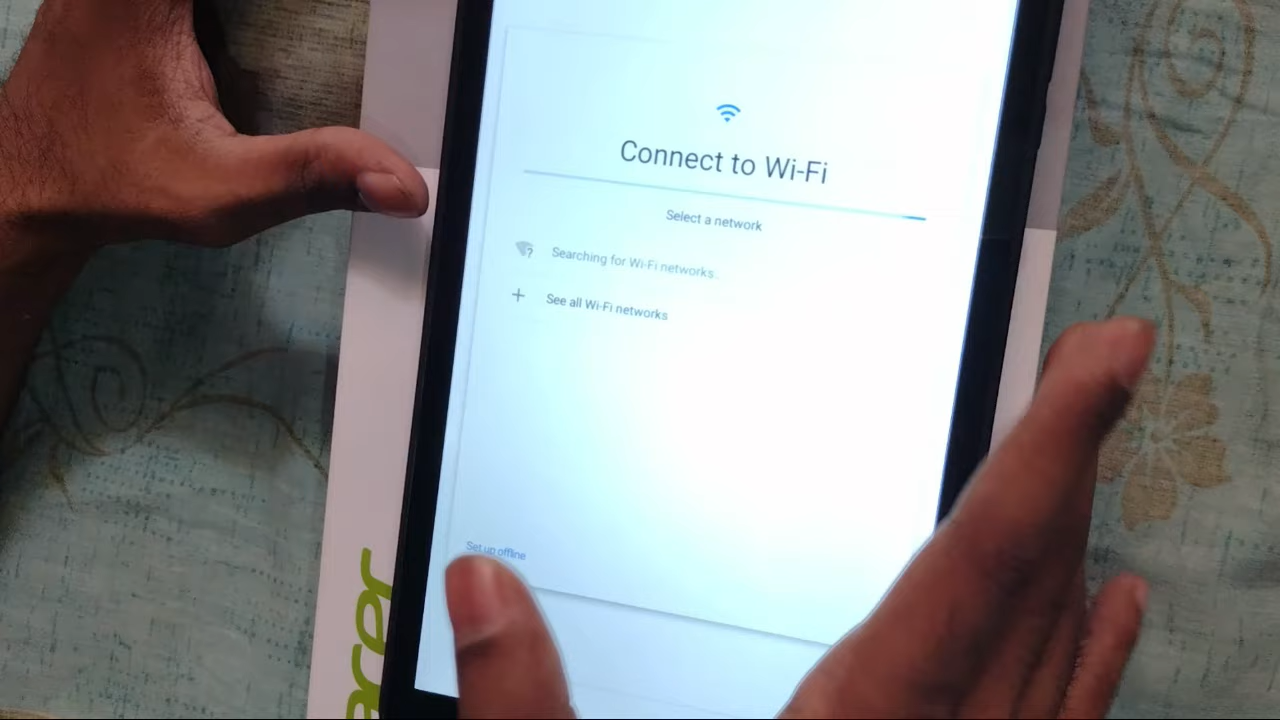 Connect to Wi-Fi
Select a network
Searching for Wi-Fi networks.
See all Wi-Fi networks
Set up offline
acer